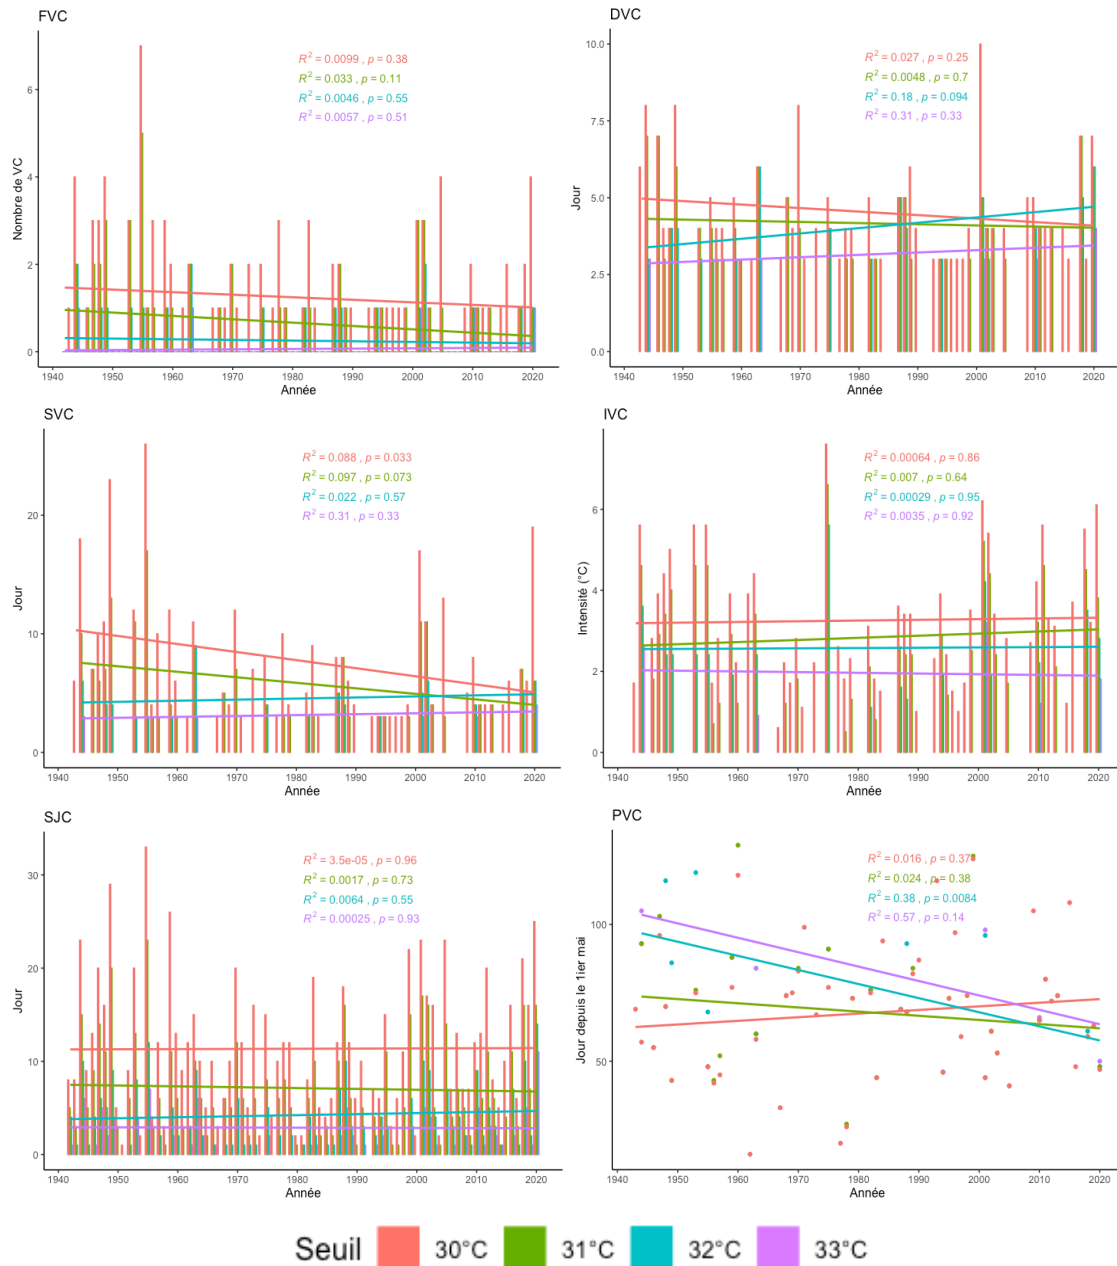 FVC
R² = 0.0099 , p = 0.38
R² = 0.033 , p = 0.11
R² = 0.0046 , p = 0.55
R² = 0.0057 , p = 0.51
Nombre de VC
6
4
2
0
1940 1950 1960 1970 1980 1990 2000 2010 2020
Année
DVC
R² = 0.027 , p = 0.25
R² = 0.0048 , p = 0.7
R² = 0.18 , p = 0.094
R² = 0.31 , p = 0.33
Jour
10.0
7.5
5.0
2.5
0.0
1940 1950 1960 1970 1980 1990 2000 2010 2020
Année
SVC
R² = 0.088 , p = 0.033
R² = 0.097 , p = 0.073
R² = 0.022 , p = 0.57
R² = 0.31 , p = 0.33
Jour
20
10
0
1940 1950 1960 1970 1980 1990 2000 2010 2020
Année
IVC
R² = 0.00064 , p = 0.86
R² = 0.007 , p = 0.64
R² = 0.00029 , p = 0.95
R² = 0.0035 , p = 0.92
Intensité (°C)
6
4
2
0
1940 1950 1960 1970 1980 1990 2000 2010 2020
Année
SJC
R² = 3.5e-05 , p = 0.96
R² = 0.0017 , p = 0.73
R² = 0.0064 , p = 0.55
R² = 0.00025 , p = 0.93
Jour
30
20
10
0
1940 1950 1960 1970 1980 1990 2000 2010 2020
Année
PVC
R² = 0.016 , p = 0.37
R² = 0.024 , p = 0.38
R² = 0.38 , p = 0.0084
R² = 0.57 , p = 0.14
Jour depuis le 1ier mai
100
50
1940 1950 1960 1970 1980 1990 2000 2010 2020
Année
Seuil 30°C 31°C 32°C 33°C